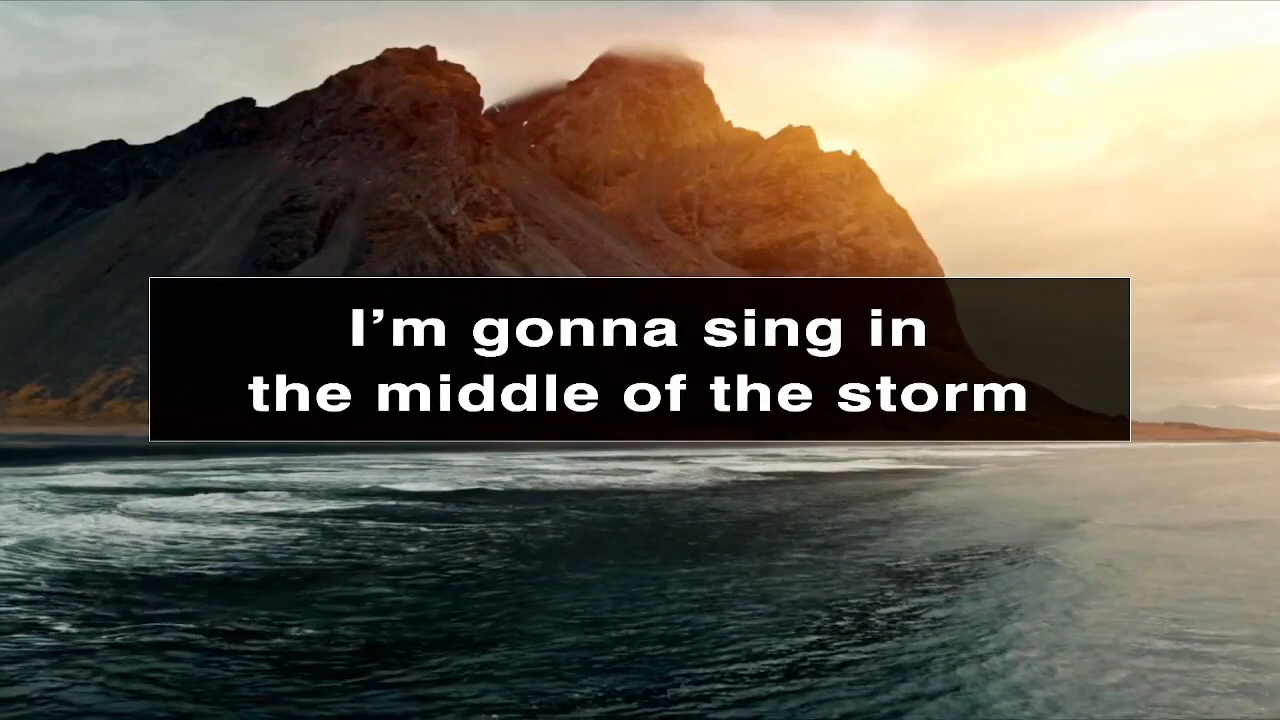 I’m gonna sing in
the middle of the storm